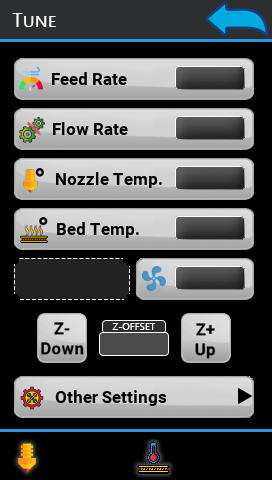 TUNE
Feed Rate
Flow Rate
Nozzle Temp.
Bed Temp.
Z-
Down
Z-OFFSET
Z+
Up
Other Settings